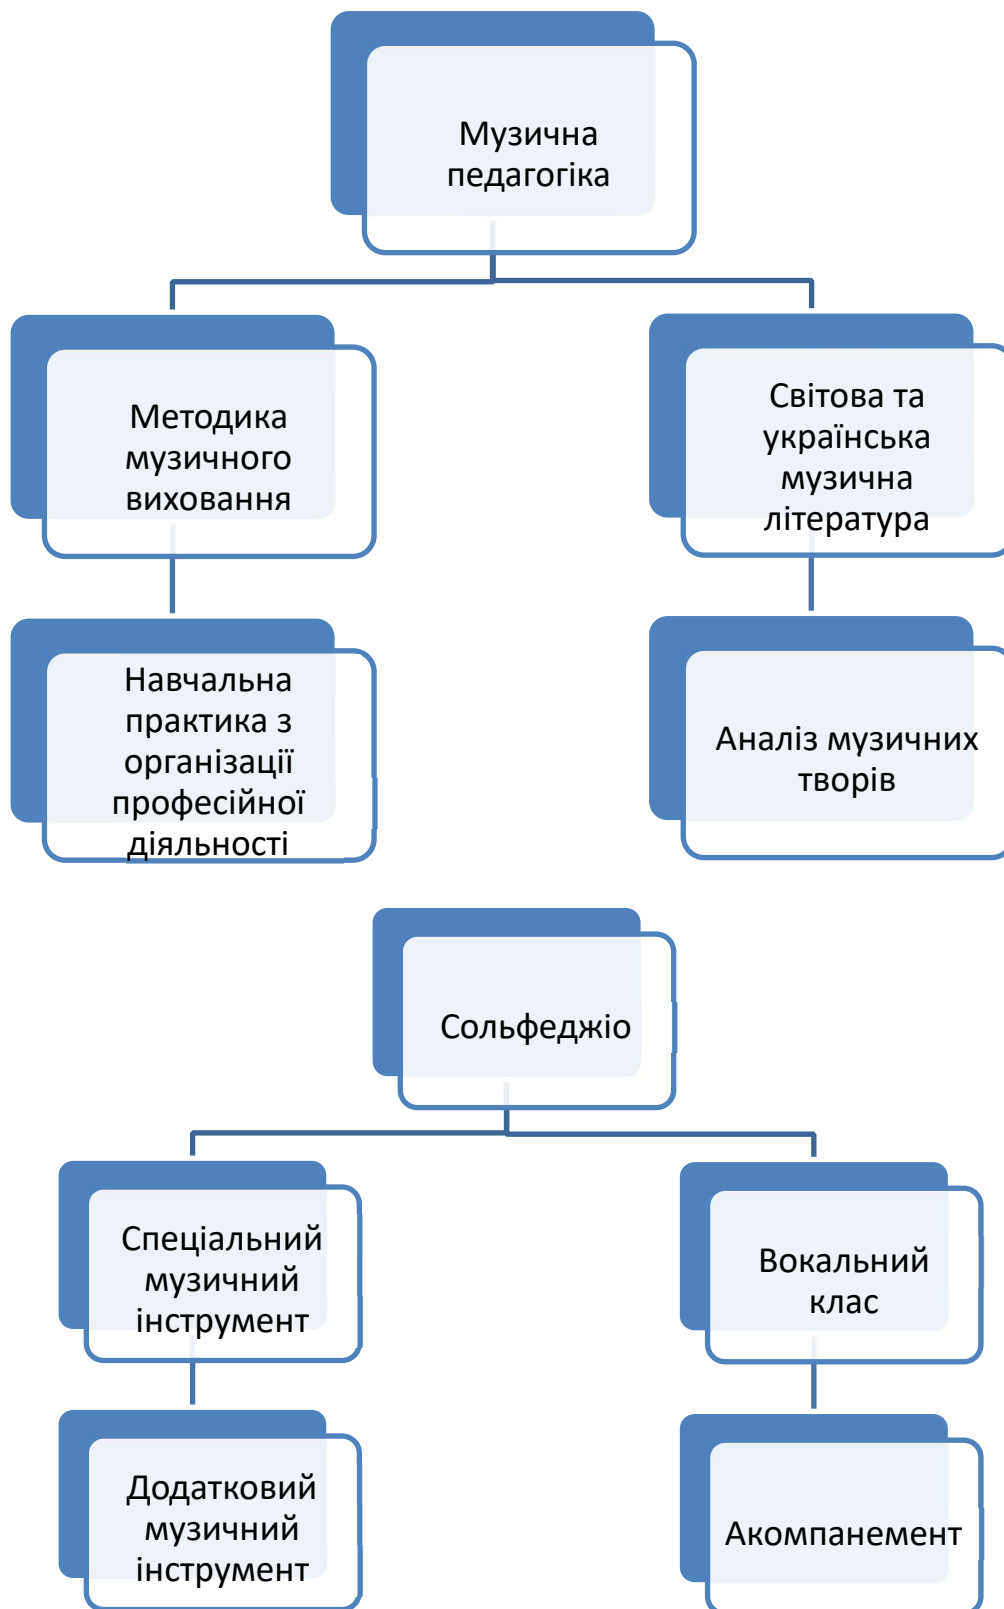 Музична
педагогіка
Методика
музичного
виховання
Світова та
українська
музична
література
Навчальна
практика з
організації
професійної
діяльності
Аналіз музичних
творів
Сольфеджіо
Спеціальний
музичний
інструмент
Вокальний
клас
Додатковий
музичний
інструмент
Акомпанемент